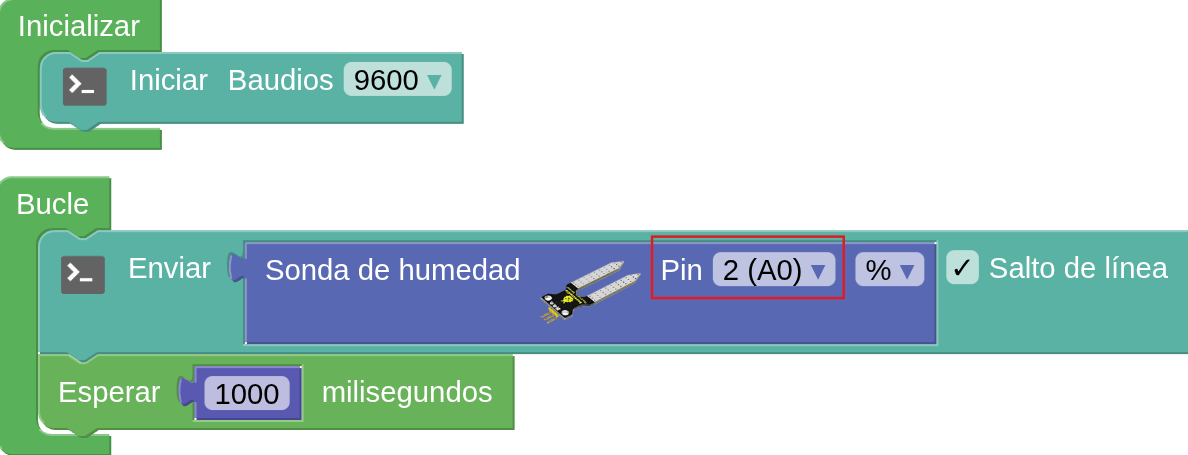 Inicializar
Iniciar Baudios 9600 ▼
Bucle
Enviar Sonda de humedad Pin 2 (A0) ▼ % ▼ ✓ Salto de línea
Esperar 1000 milisegundos